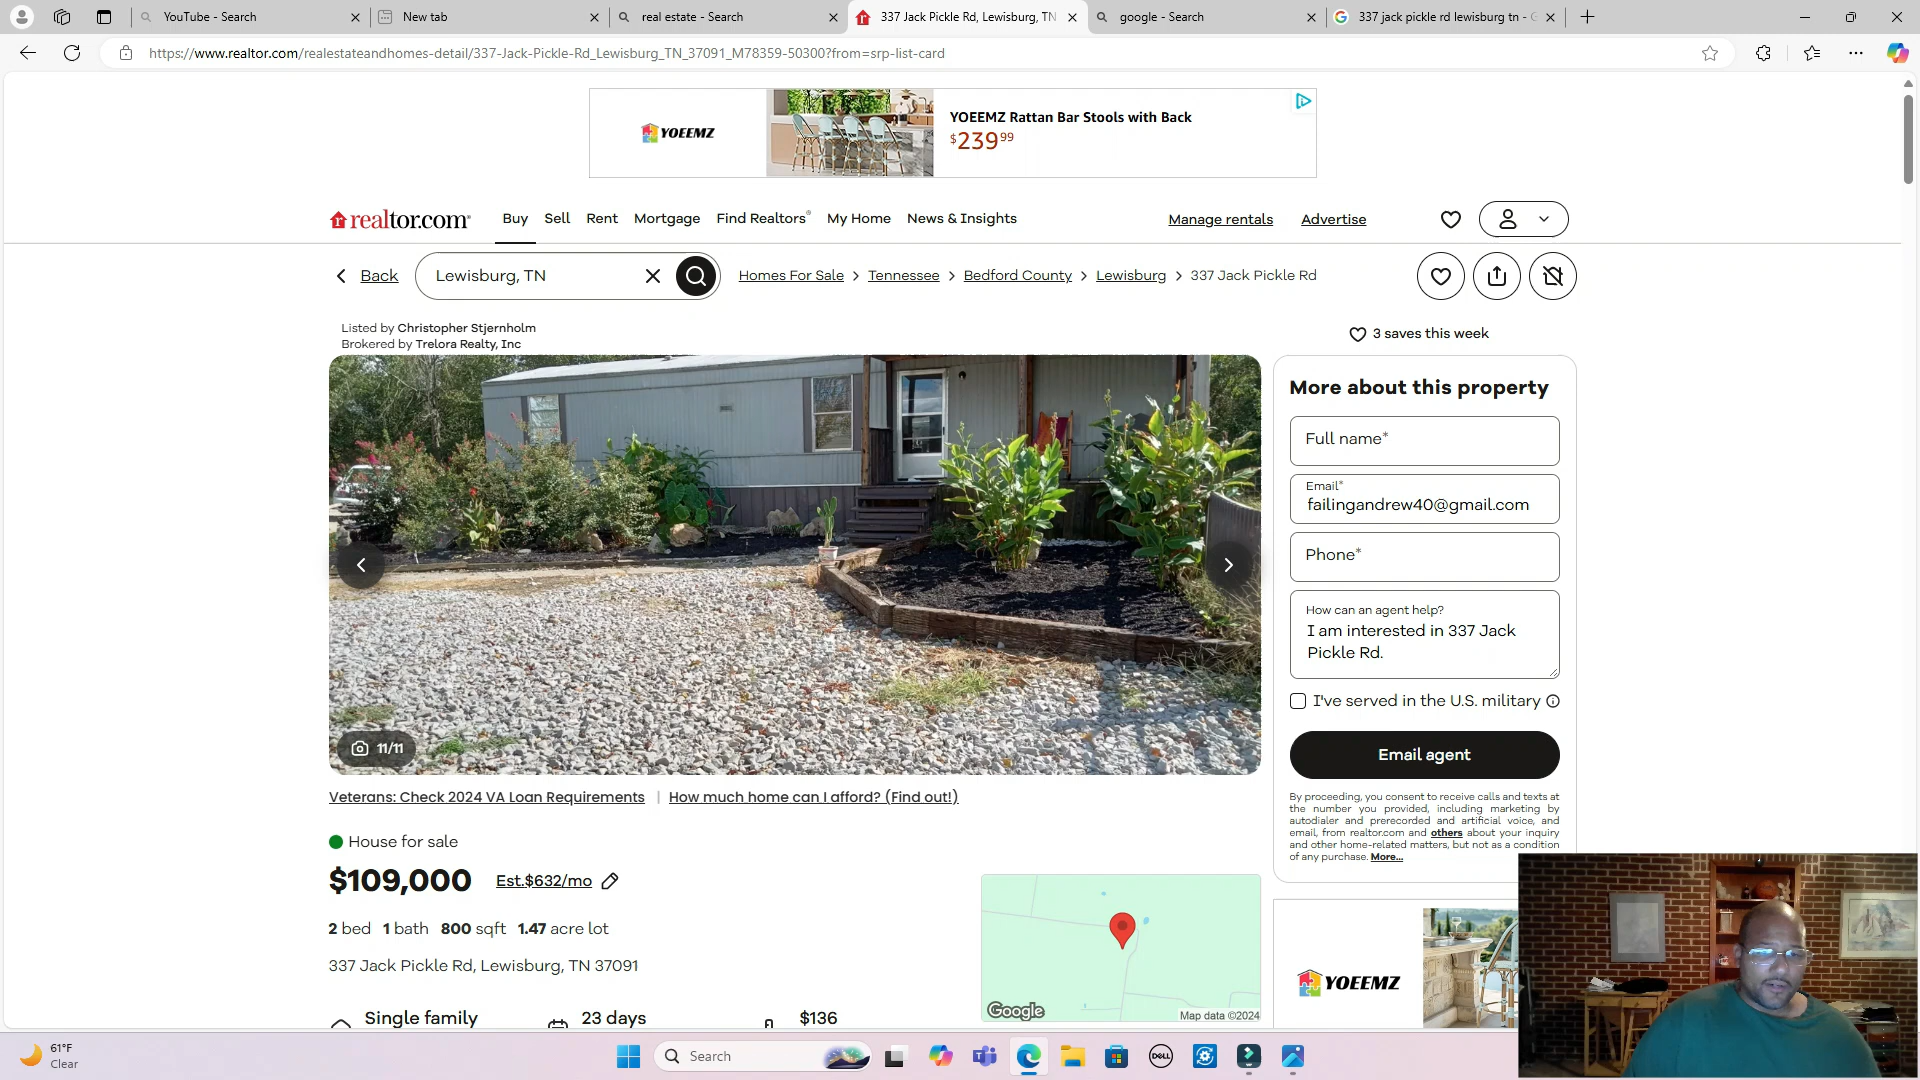 YouTube - Search
New tab
real estate - Search
337 Jack Pickle Rd, Lewisburg, TN
google - Search
337 jack pickle rd lewisburg tn - G
https://www.realtor.com/realestateandhomes-detail/337-Jack-Pickle-Rd_Lewisburg_TN_37091_M78359-50300?from=srp-list-card
YOEEMZ
YOEEMZ Rattan Bar Stools with Back
$239 99
realtor.com
Buy Sell Rent Mortgage Find Realtors® My Home News & Insights
Manage rentals Advertise
Back
Lewisburg, TN
Homes For Sale > Tennessee > Bedford County > Lewisburg > 337 Jack Pickle Rd
Listed by Christopher Stjernholm
Brokered by Trelora Realty, Inc
3 saves this week
11/11
More about this property
Full name*
Email*
failingandrew40@gmail.com
Phone*
How can an agent help?
I am interested in 337 Jack
Pickle Rd.
I've served in the U.S. military
Email agent
By proceeding, you consent to receive calls and texts at
the number you provided, including marketing by
autodialer and prerecorded and artificial voice, and
email, from realtor.com and others about your inquiry
and other home-related matters, but not as a condition
of any purchase. More...
Veterans: Check 2024 VA Loan Requirements | How much home can I afford? (Find out!)
House for sale
$109,000 Est.$632/mo
2 bed 1 bath 800 sqft 1.47 acre lot
337 Jack Pickle Rd, Lewisburg, TN 37091
Google
Map data ©2024
YOEEMZ
Single family
23 days
$136
61°F
Clear
Search
DELL